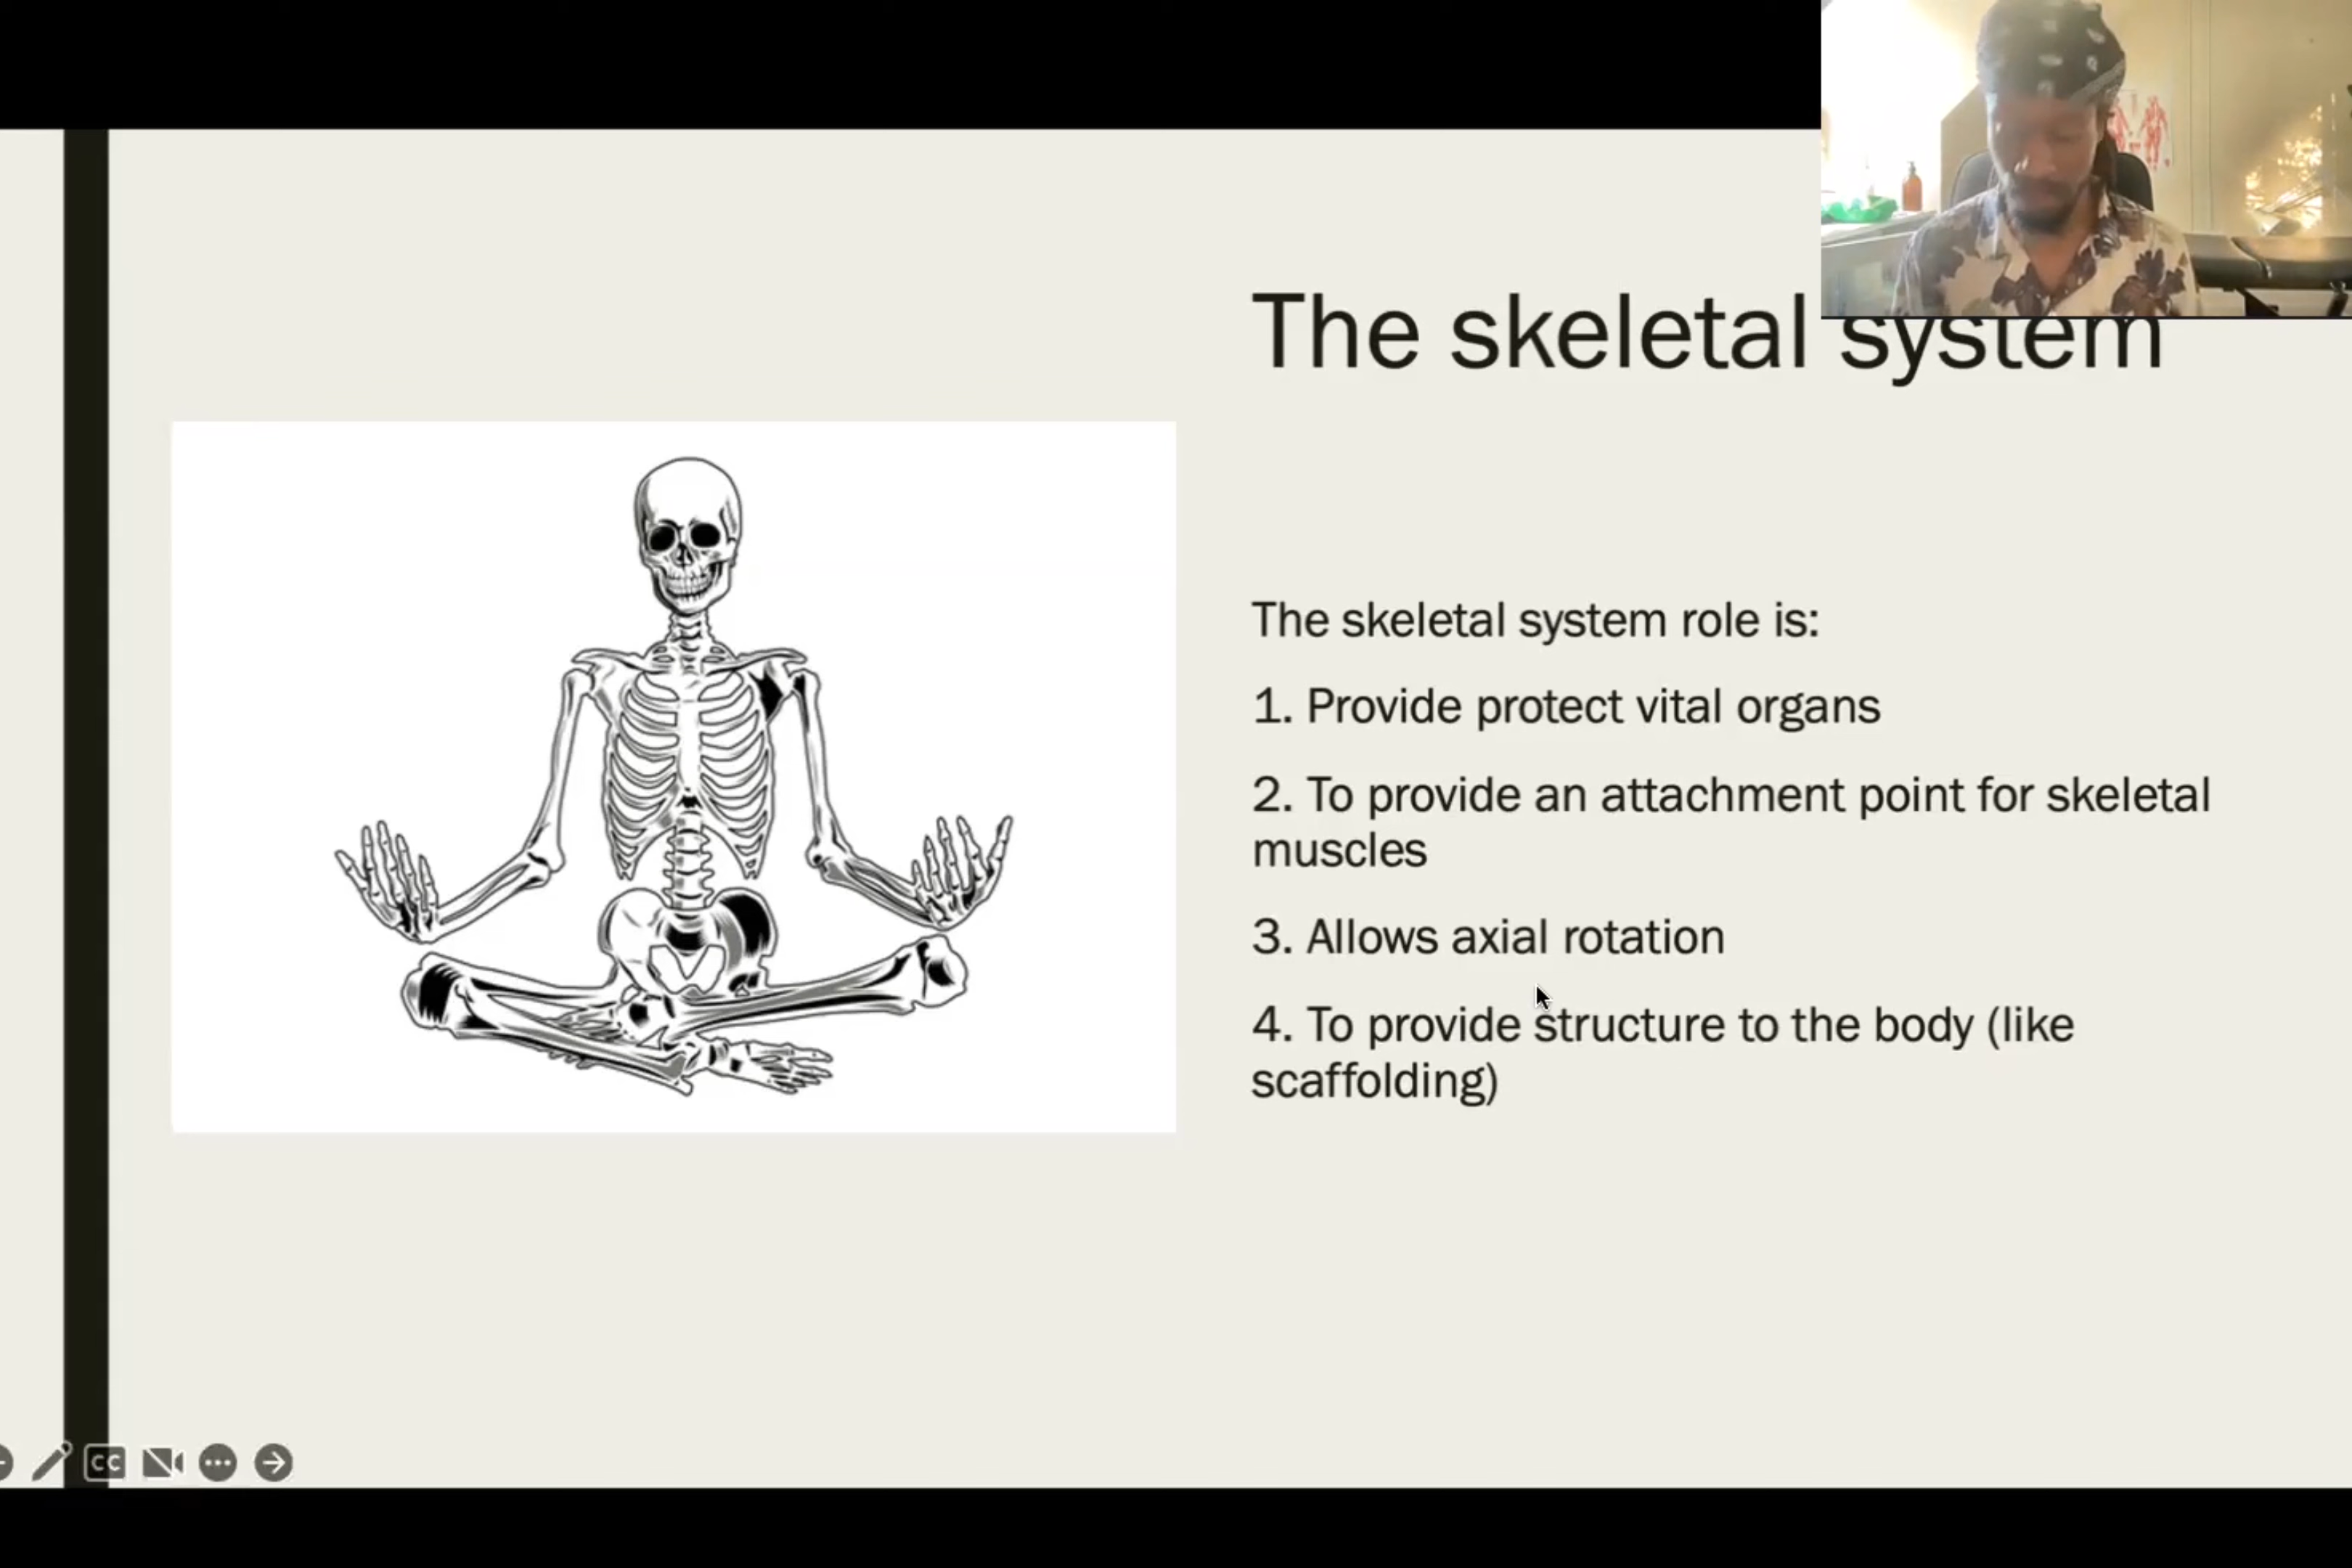 The skeletal system
The skeletal system role is:
1. Provide protect vital organs
2. To provide an attachment point for skeletal
muscles
3. Allows axial rotation
4. To provide structure to the body (like
scaffolding)
CC